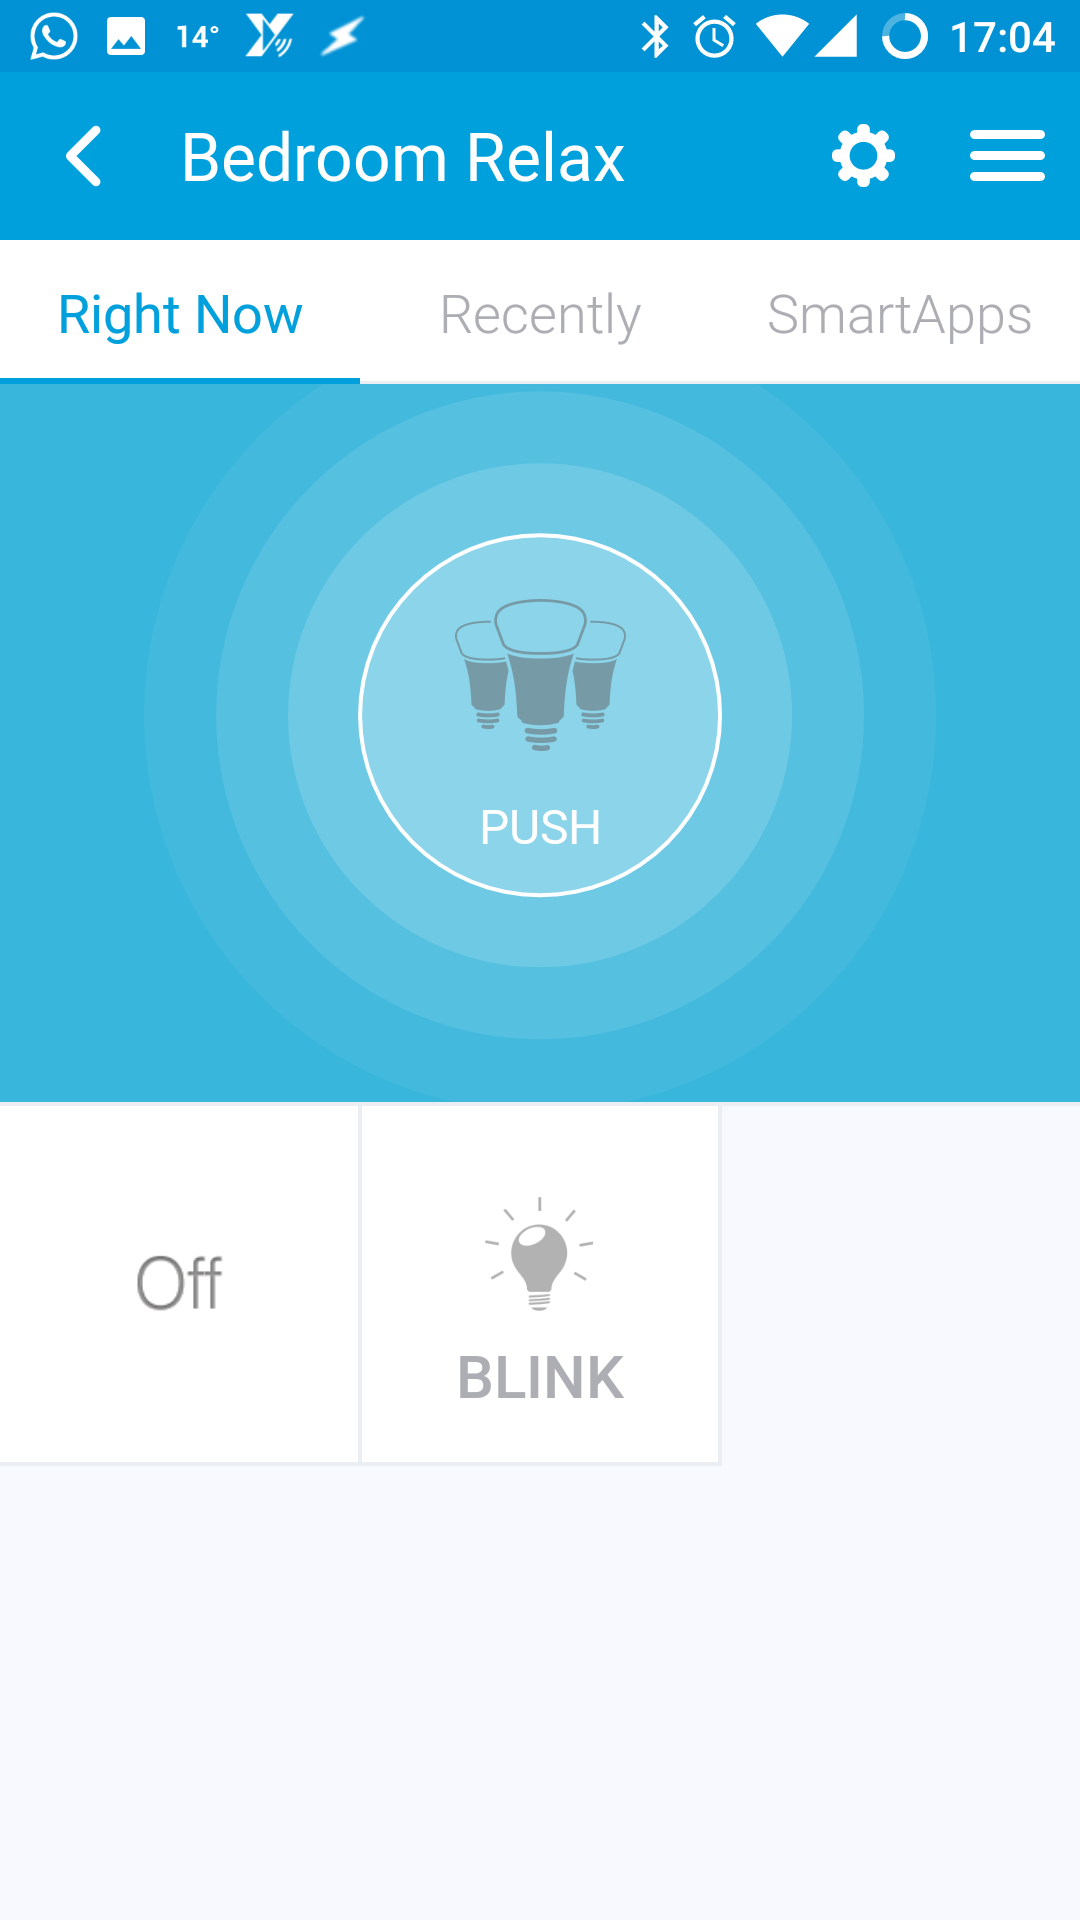 14° 17:04
Bedroom Relax
Right Now Recently SmartApps
PUSH
Off
BLINK